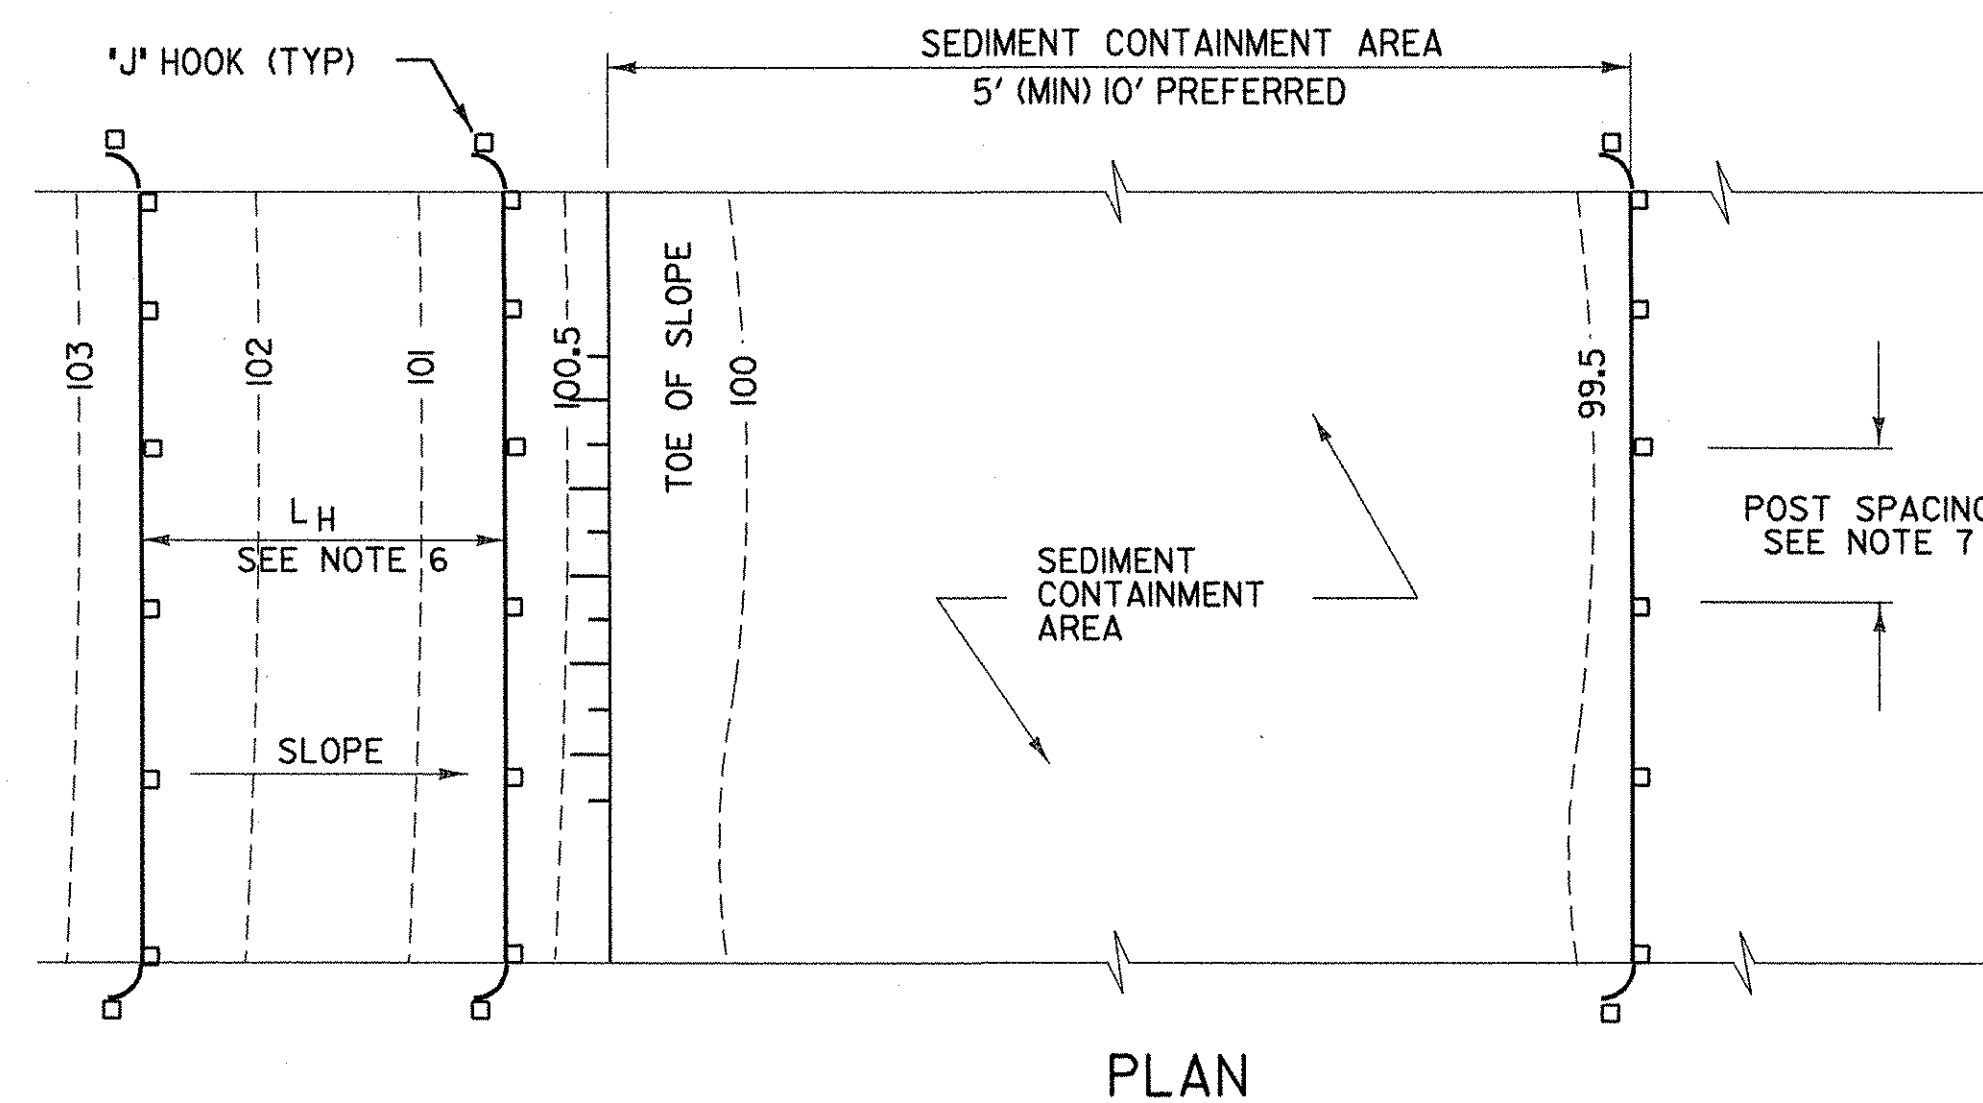 SEDIMENT CONTAINMENT AREA
5' (MIN) 10' PREFERRED
"J" HOOK (TYP)
103
102
101
100.5
TOE OF SLOPE
100
99.5
LH
SEE NOTE 6
POST SPACING
SEE NOTE 7
SEDIMENT
CONTAINMENT
AREA
SLOPE
PLAN